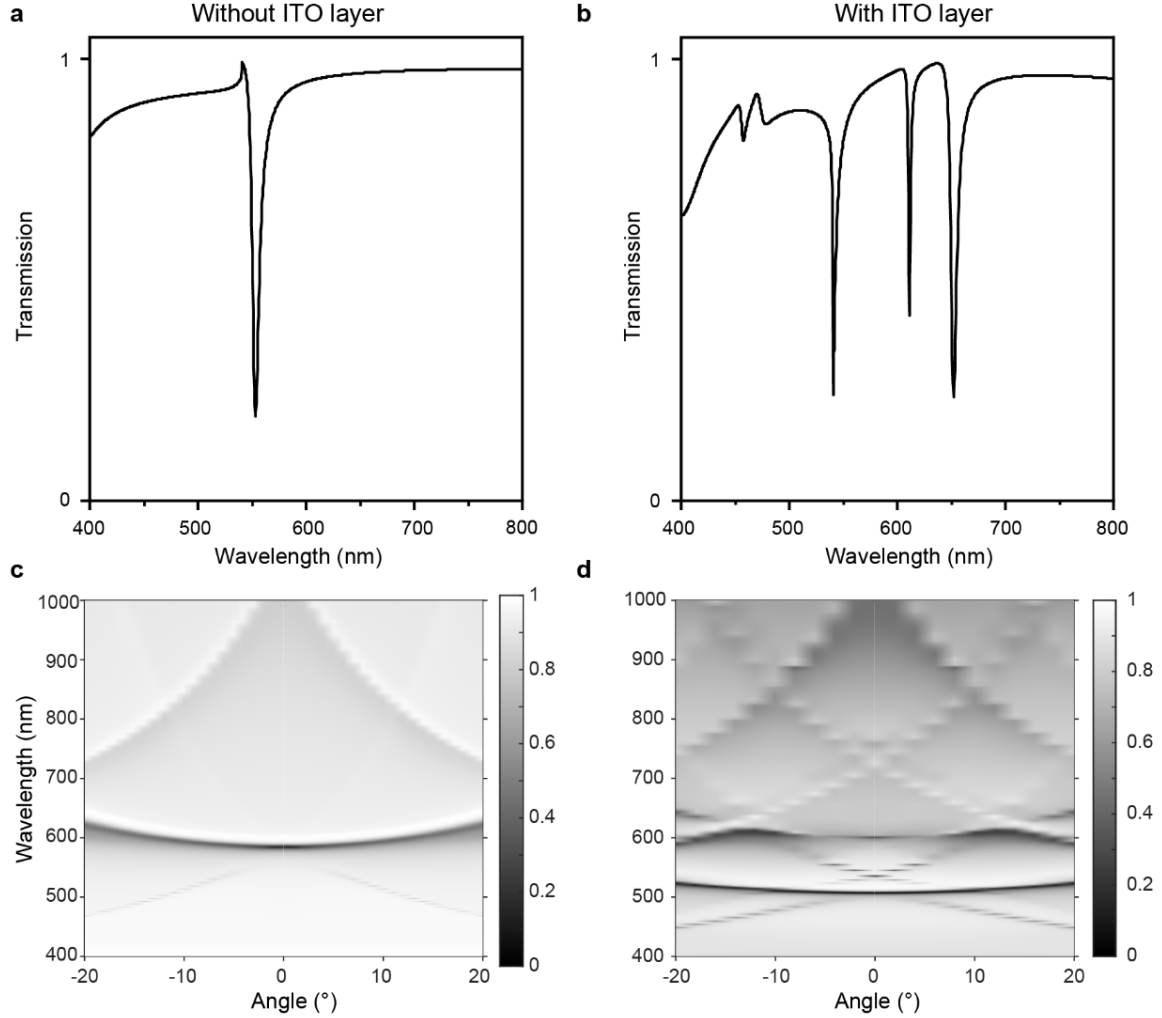 a
Without ITO layer
1
0
Transmission
400 500 600 700 800
Wavelength (nm)
b
With ITO layer
1
0
Transmission
400 500 600 700 800
Wavelength (nm)
c
1000
900
800
700
600
500
400
Wavelength (nm)
-20 -10 0 10 20
Angle (°)
1
0.8
0.6
0.4
0.2
0
d
1000
900
800
700
600
500
400
-20 -10 0 10 20
Angle (°)
1
0.8
0.6
0.4
0.2
0